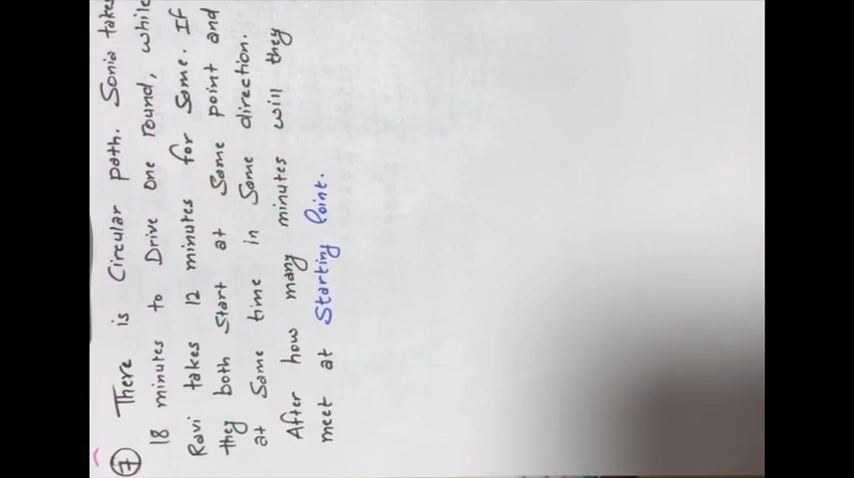 7 There is Circular path. Sonia takes
18 minutes to Drive one round, while
Ravi takes 12 minutes for Same. If
they both Start at Same point and
at Same time in Same direction.
After how many minutes will they
meet at Starting Point.